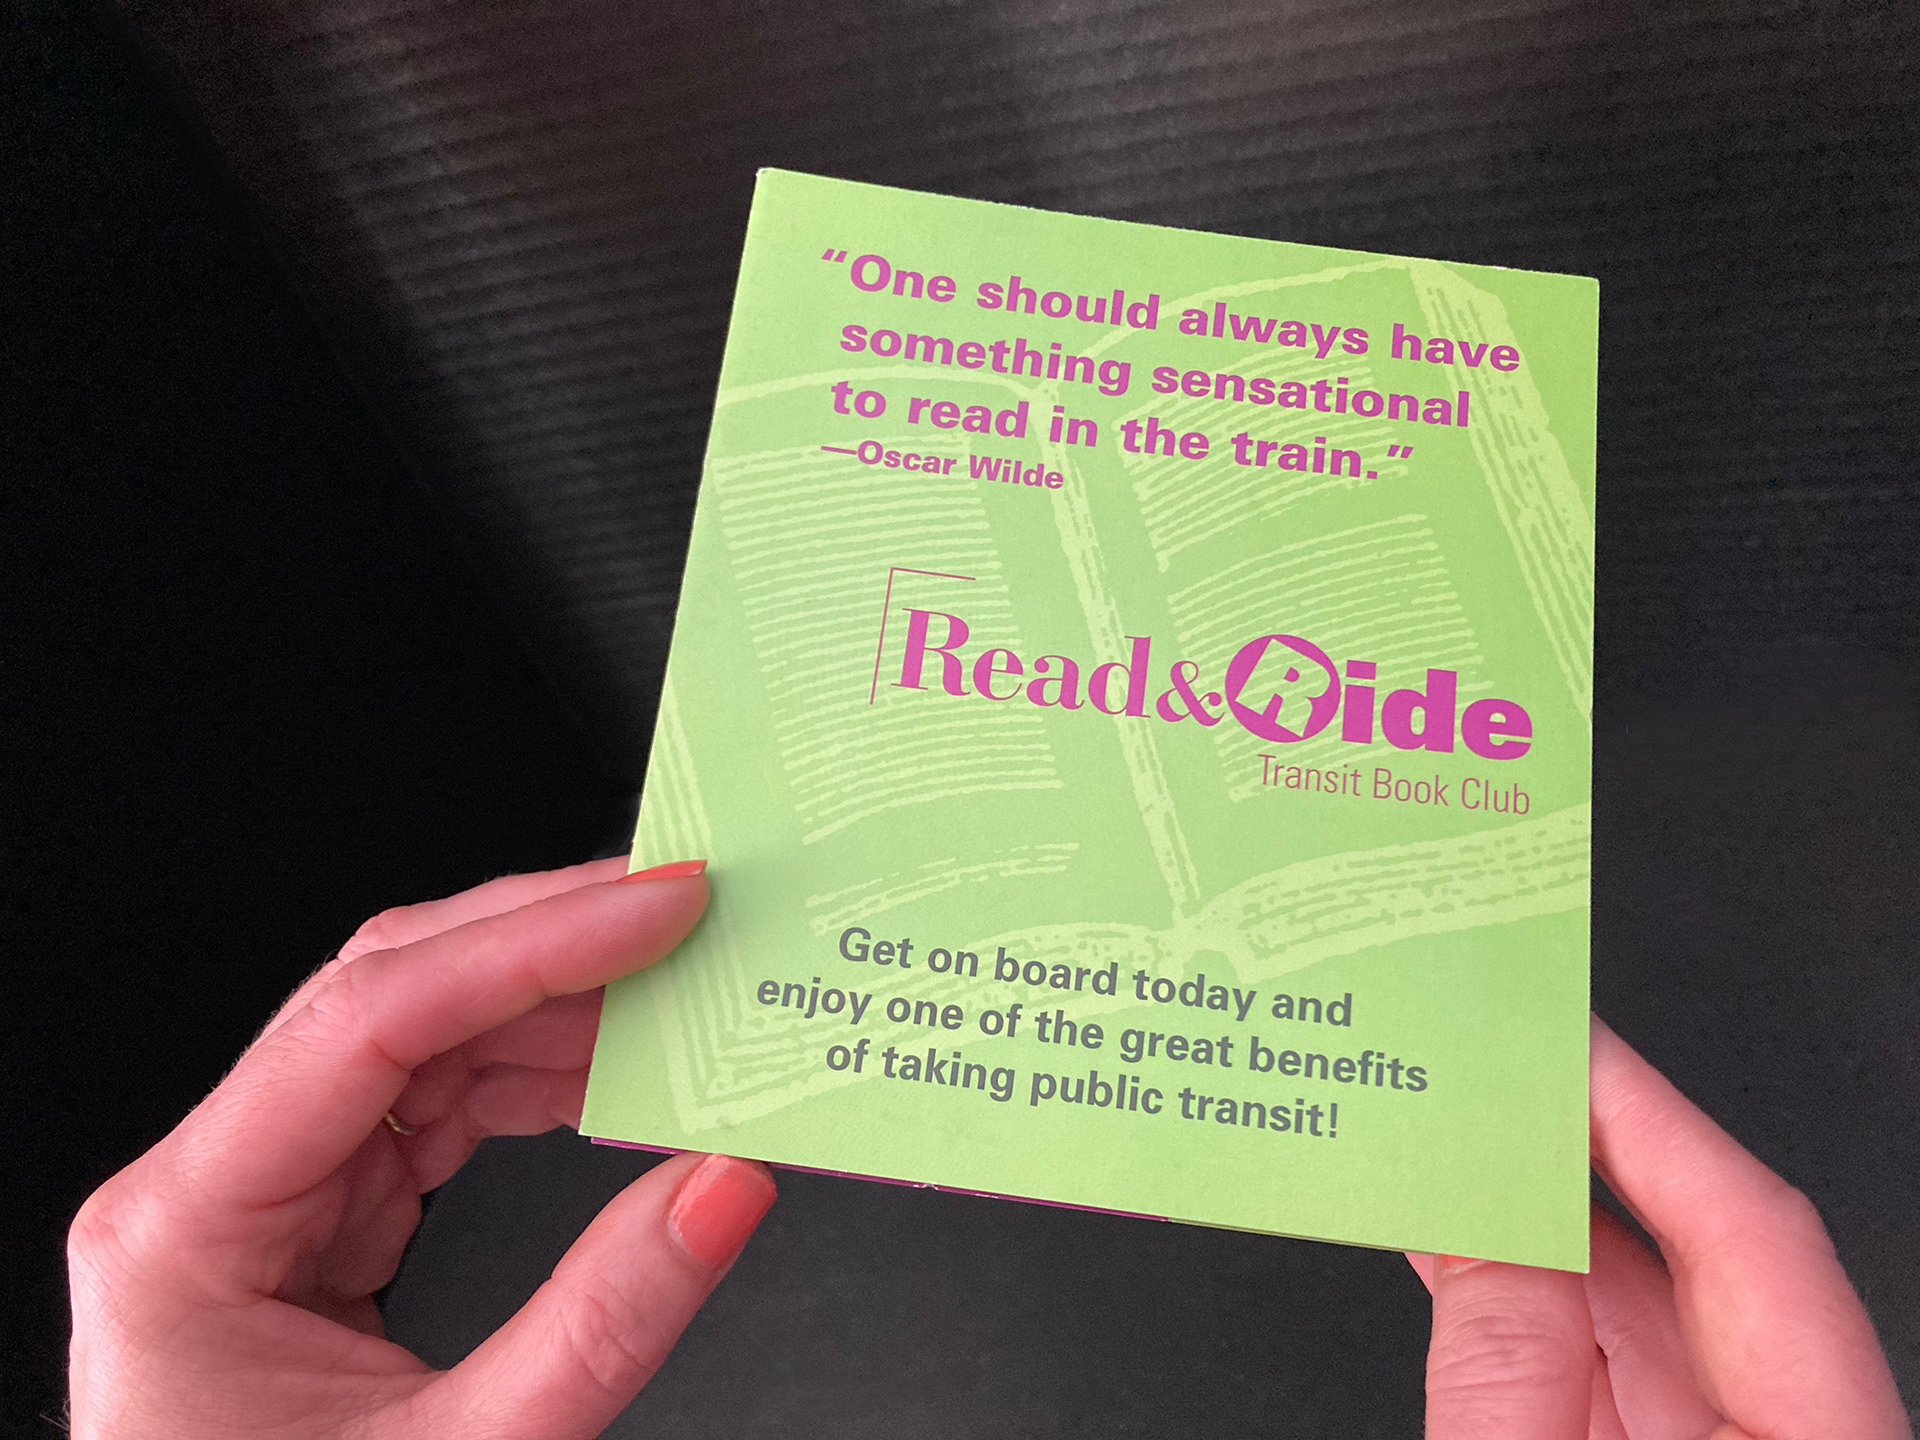 “One should always have
something sensational
to read in the train.”
—Oscar Wilde
Read&Ride
Transit Book Club
Get on board today and
enjoy one of the great benefits
of taking public transit!